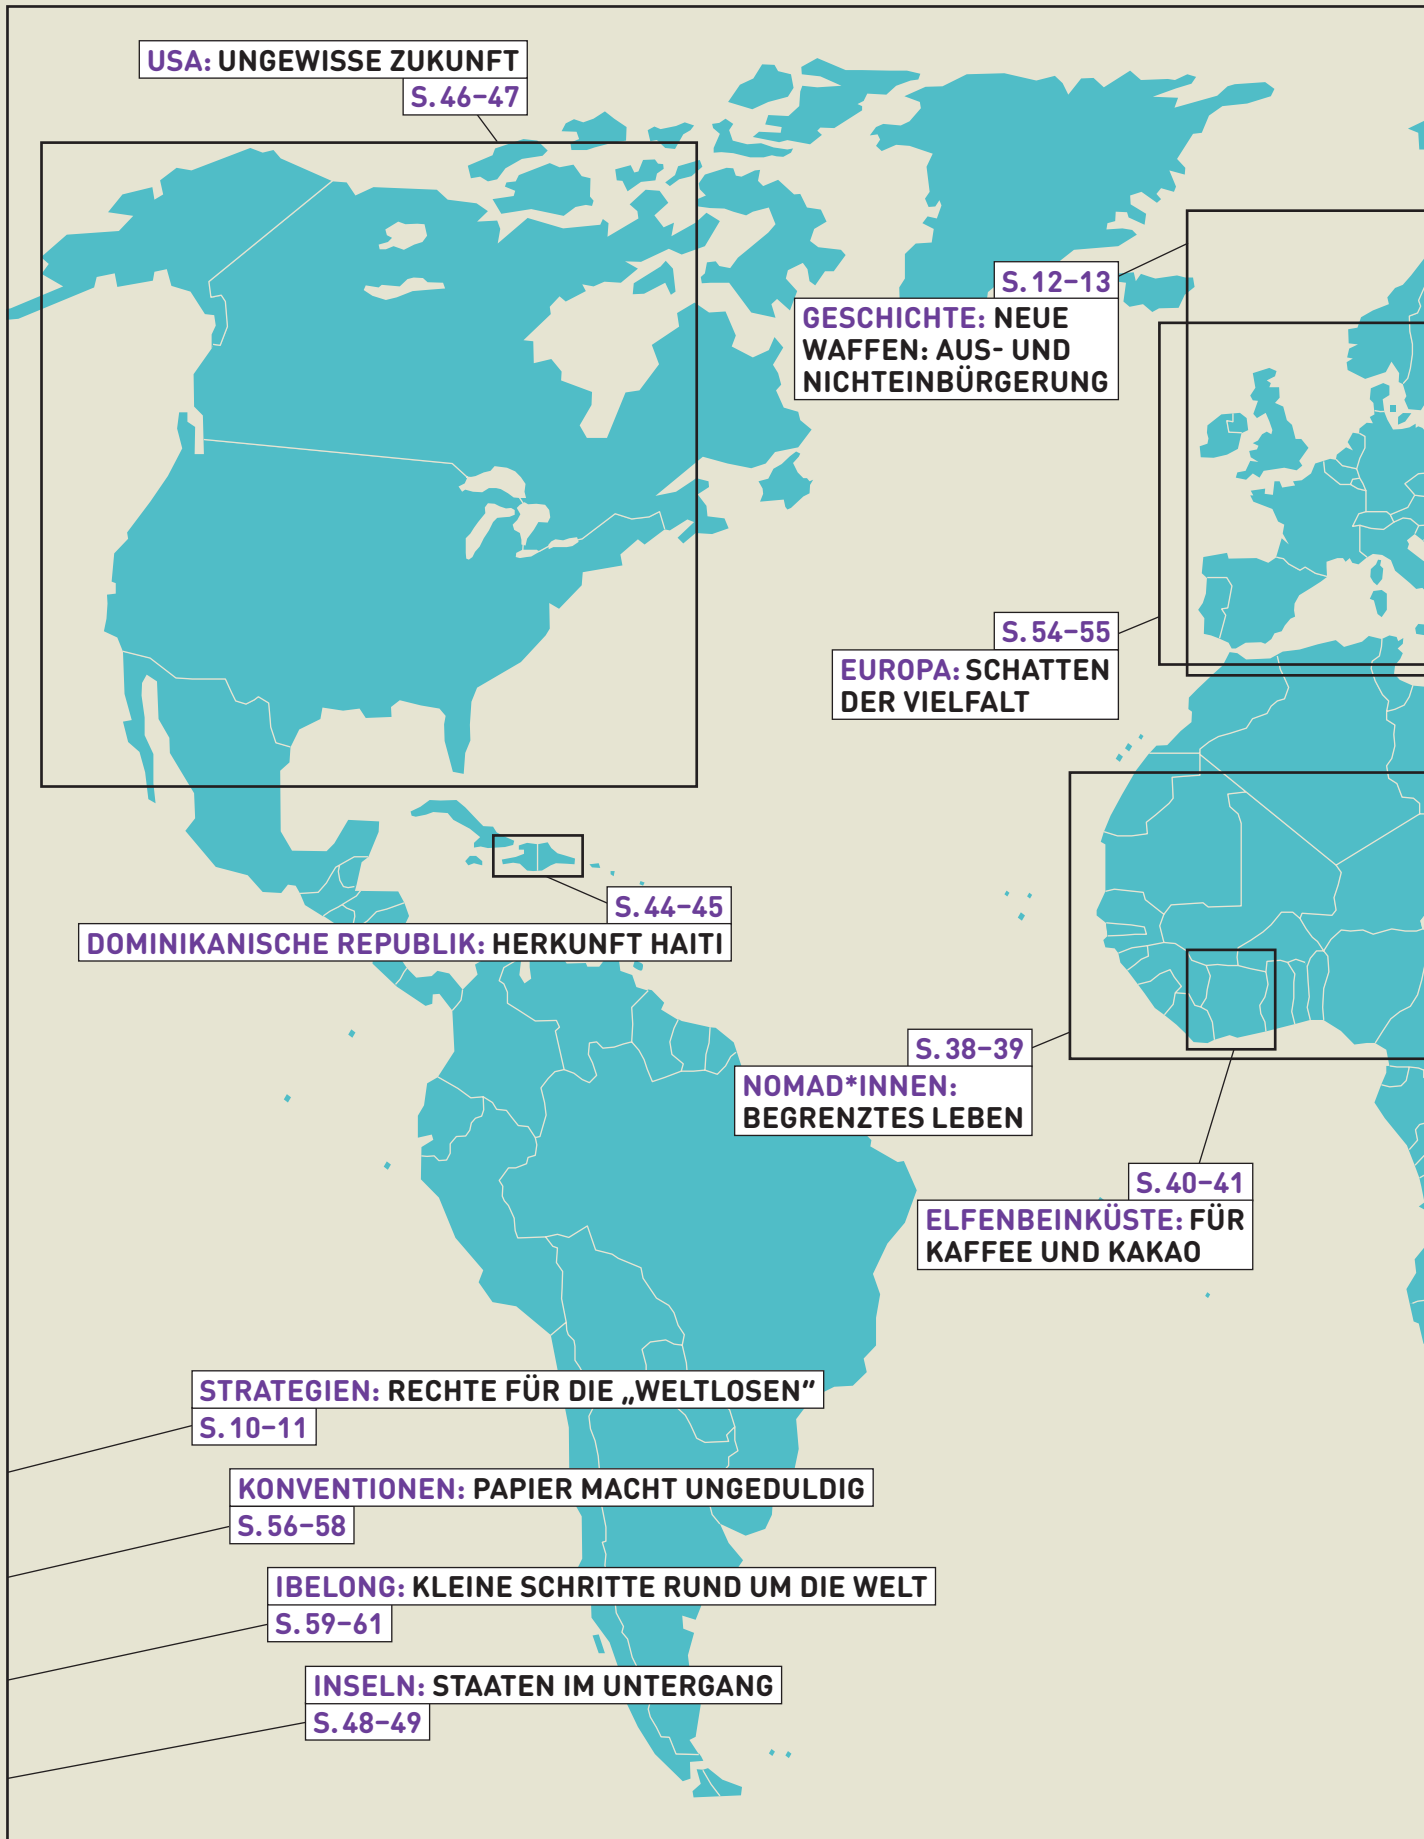 USA: UNGEWISSE ZUKUNFT
S. 46–47
S. 12–13
GESCHICHTE: NEUE
WAFFEN: AUS- UND
NICHTEINBÜRGERUNG
S. 54–55
EUROPA: SCHATTEN
DER VIELFALT
S. 44–45
DOMINIKANISCHE REPUBLIK: HERKUNFT HAITI
S. 38–39
NOMAD*INNEN:
BEGRENZTES LEBEN
S. 40–41
ELFENBEINKÜSTE: FÜR
KAFFEE UND KAKAO
STRATEGIEN: RECHTE FÜR DIE „WELTLOSEN“
S. 10–11
KONVENTIONEN: PAPIER MACHT UNGEDULDIG
S. 56–58
IBELONG: KLEINE SCHRITTE RUND UM DIE WELT
S. 59–61
INSELN: STAATEN IM UNTERGANG
S. 48–49